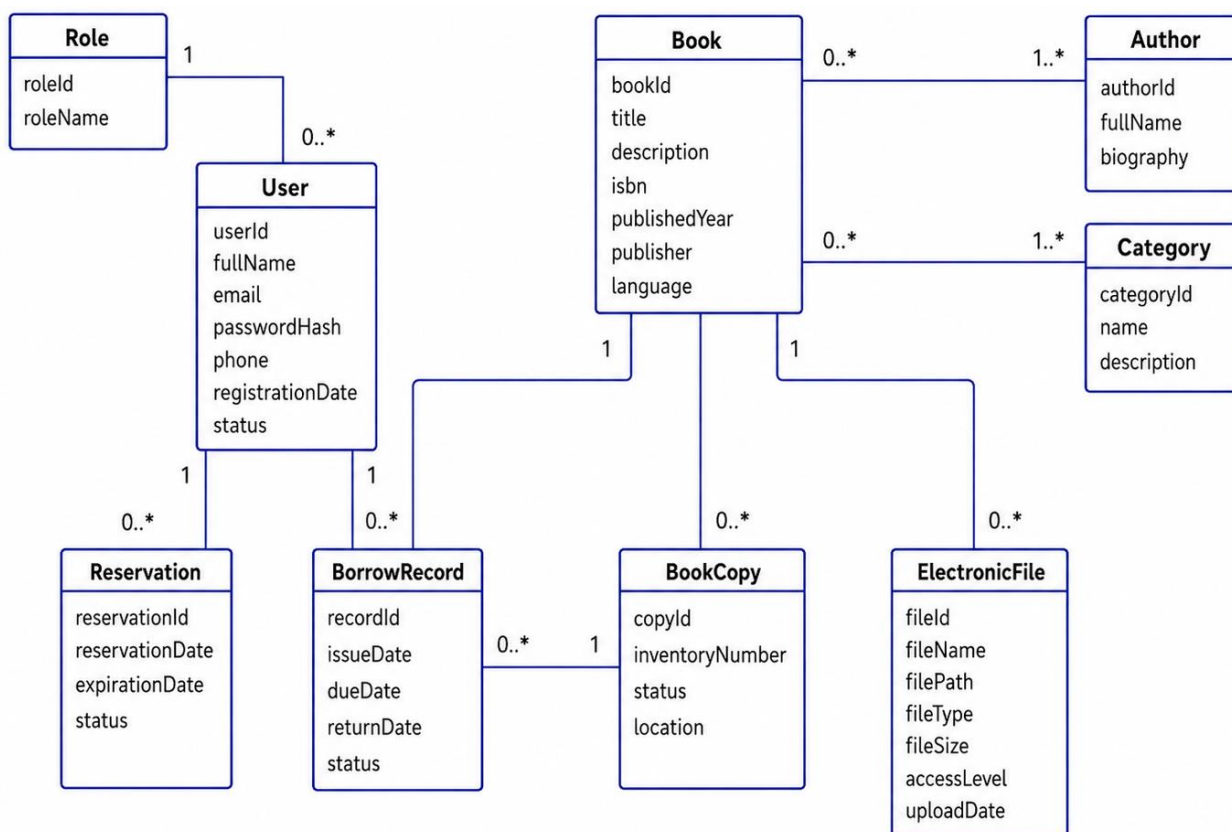 Role
roleId
roleName
1
0..*
User
userId
fullName
email
passwordHash
phone
registrationDate
status
1
0..*
1
0..*
Book
bookId
title
description
isbn
publishedYear
publisher
language
0..*
1..*
Author
authorId
fullName
biography
0..*
1..*
Category
categoryId
name
description
1
1
0..*
0..*
Reservation
reservationId
reservationDate
expirationDate
status
BorrowRecord
recordId
issueDate
dueDate
returnDate
status
0..*
1
BookCopy
copyId
inventoryNumber
status
location
ElectronicFile
fileId
fileName
filePath
fileType
fileSize
accessLevel
uploadDate